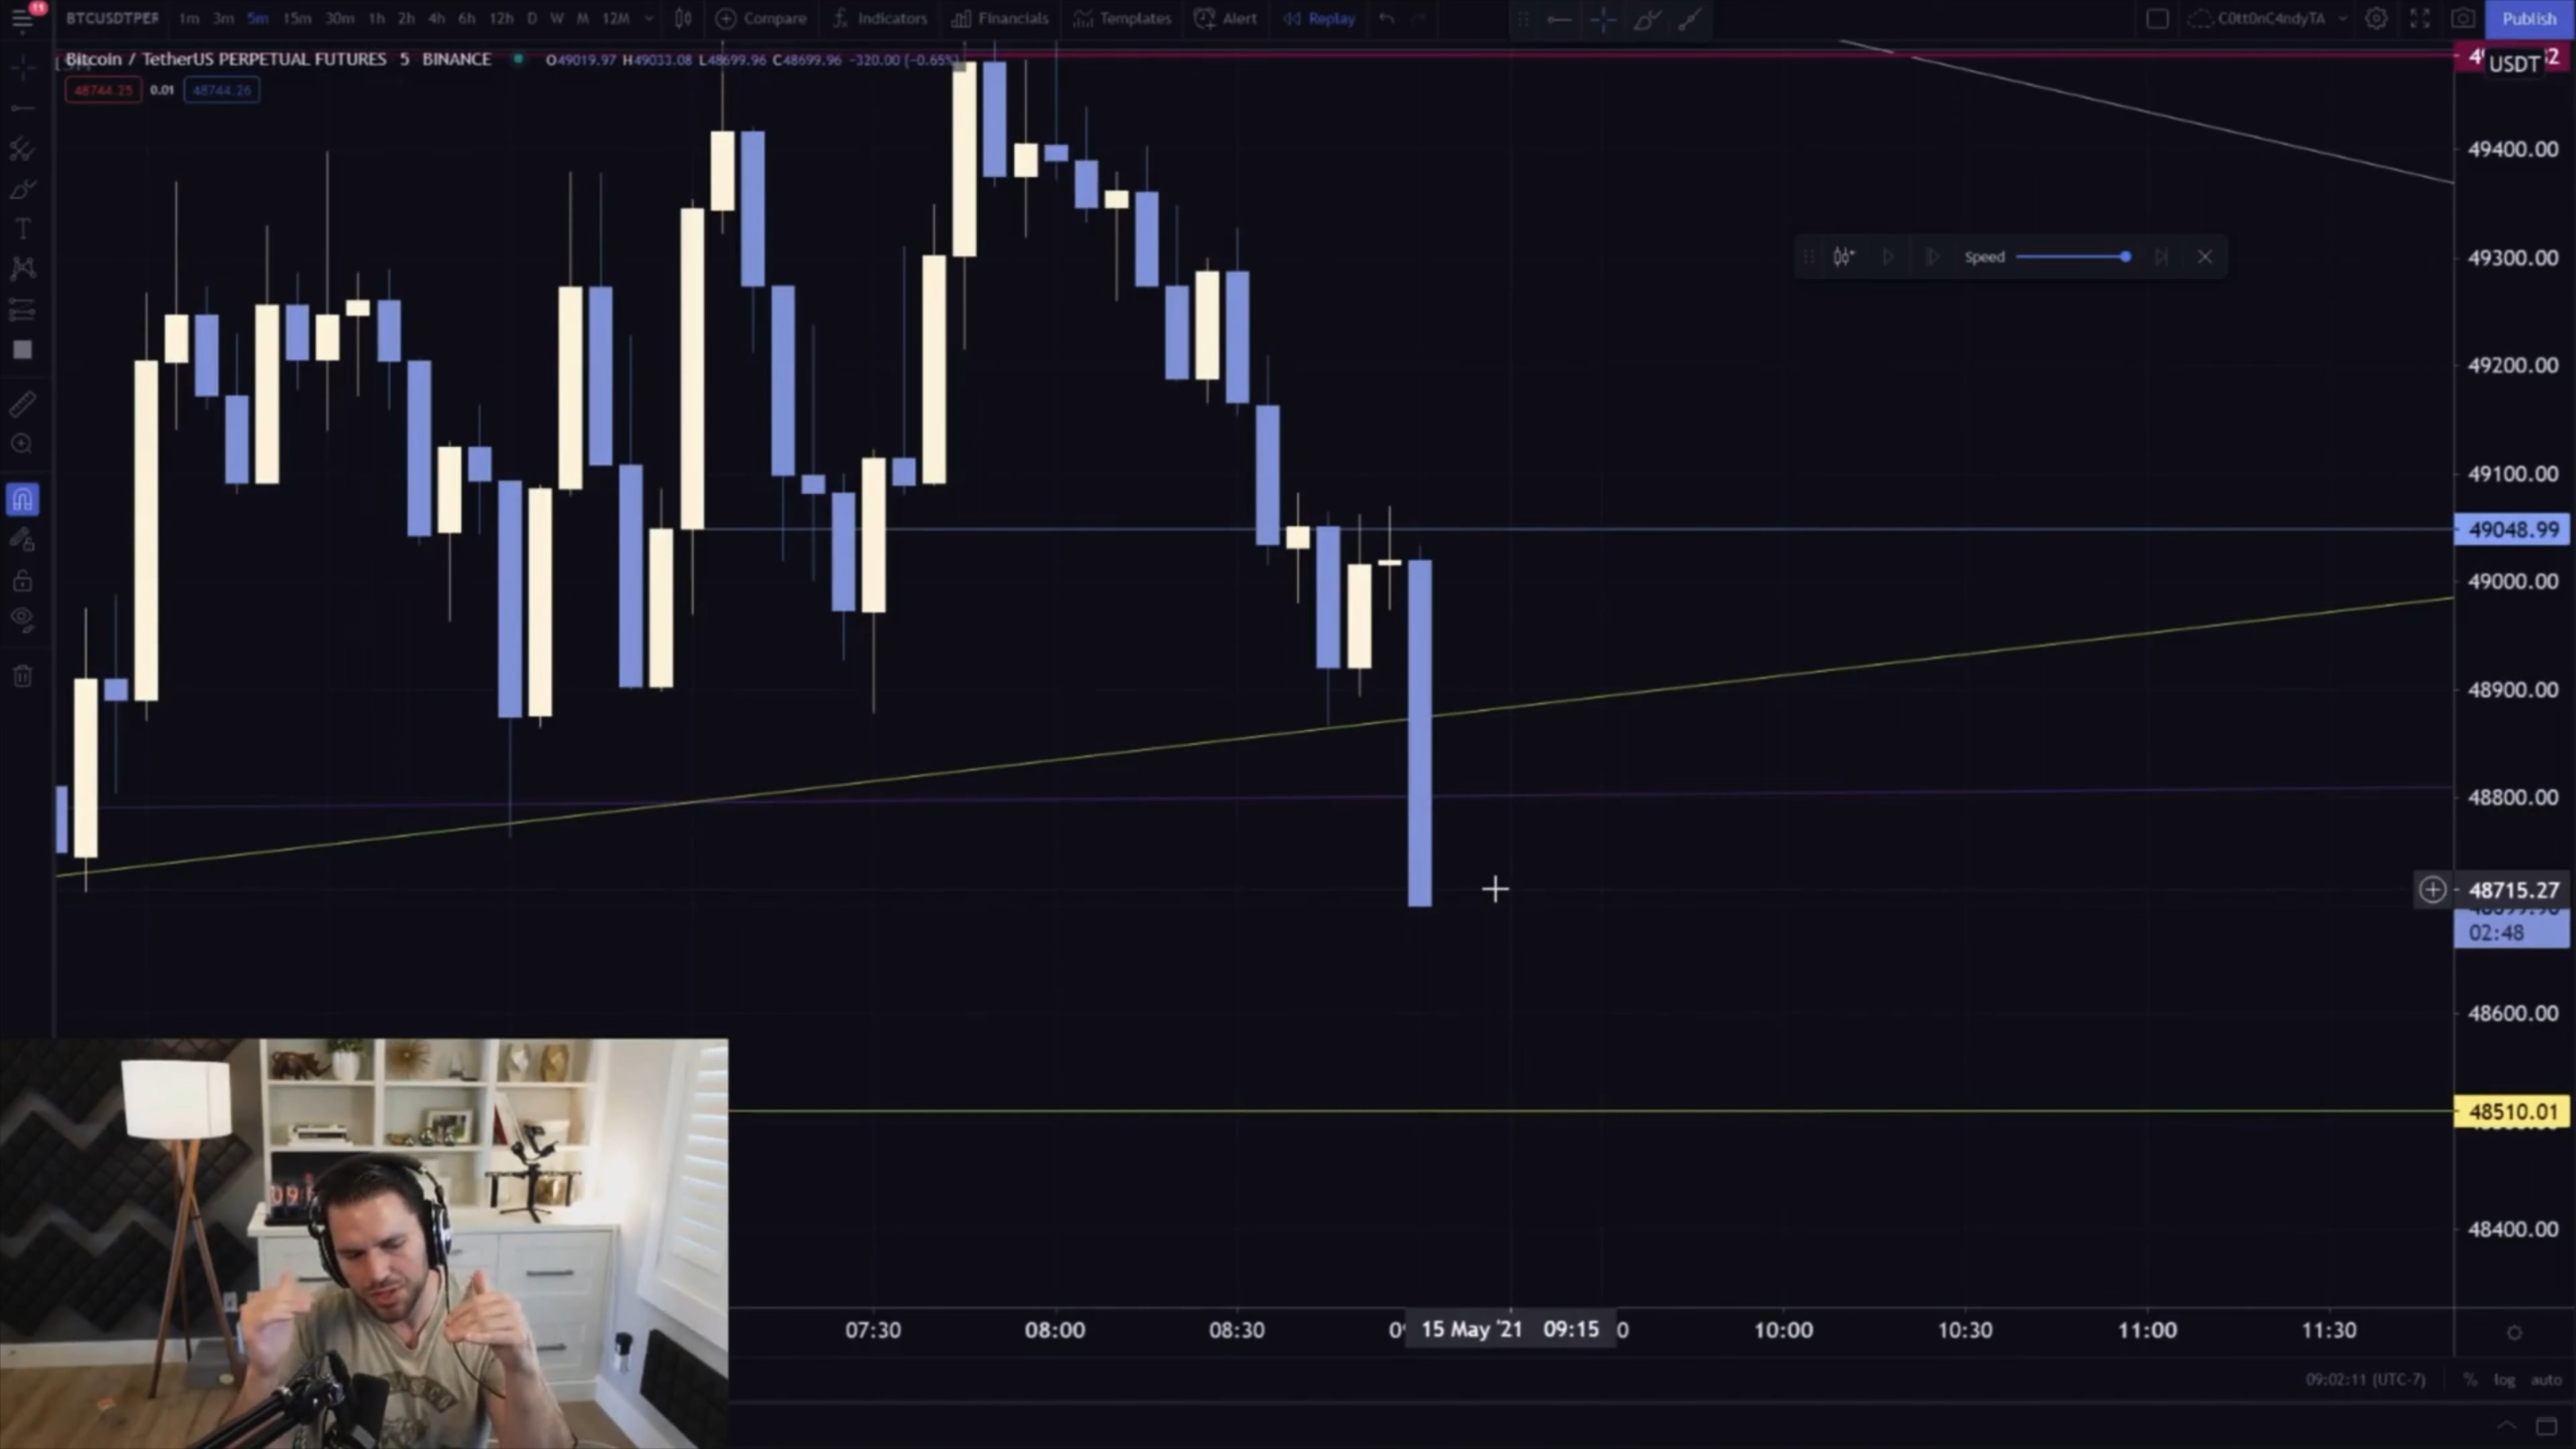 11
BTCUSDTPERP 1m 3m 5m 15m 30m 1h 2h 4h 6h 12h D W M 12M Compare Indicators Financials Templates Alert Replay C0tt0nC4ndyTA Publish
Bitcoin / TetherUS PERPETUAL FUTURES 5 BINANCE O49019.97 H49033.08 L48699.96 C48699.96 −320.00 (−0.65%)
48744.25 0.01 48744.26
USDT
49400.00
Speed
49300.00
49200.00
49100.00
49048.99
49000.00
48900.00
48800.00
48715.27
02:48
48600.00
48510.01
48400.00
07:30 08:00 08:30 15 May '21 09:15 10:00 10:30 11:00 11:30
09:02:11 (UTC-7) % log auto